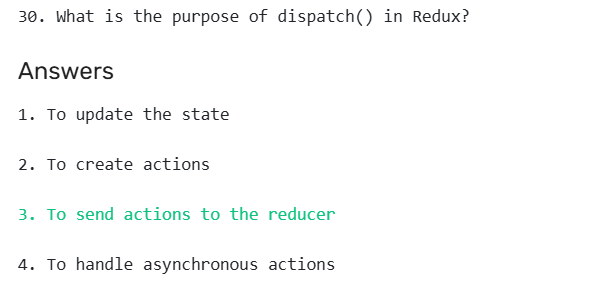 30. What is the purpose of dispatch() in Redux?
Answers
1. To update the state
2. To create actions
3. To send actions to the reducer
4. To handle asynchronous actions